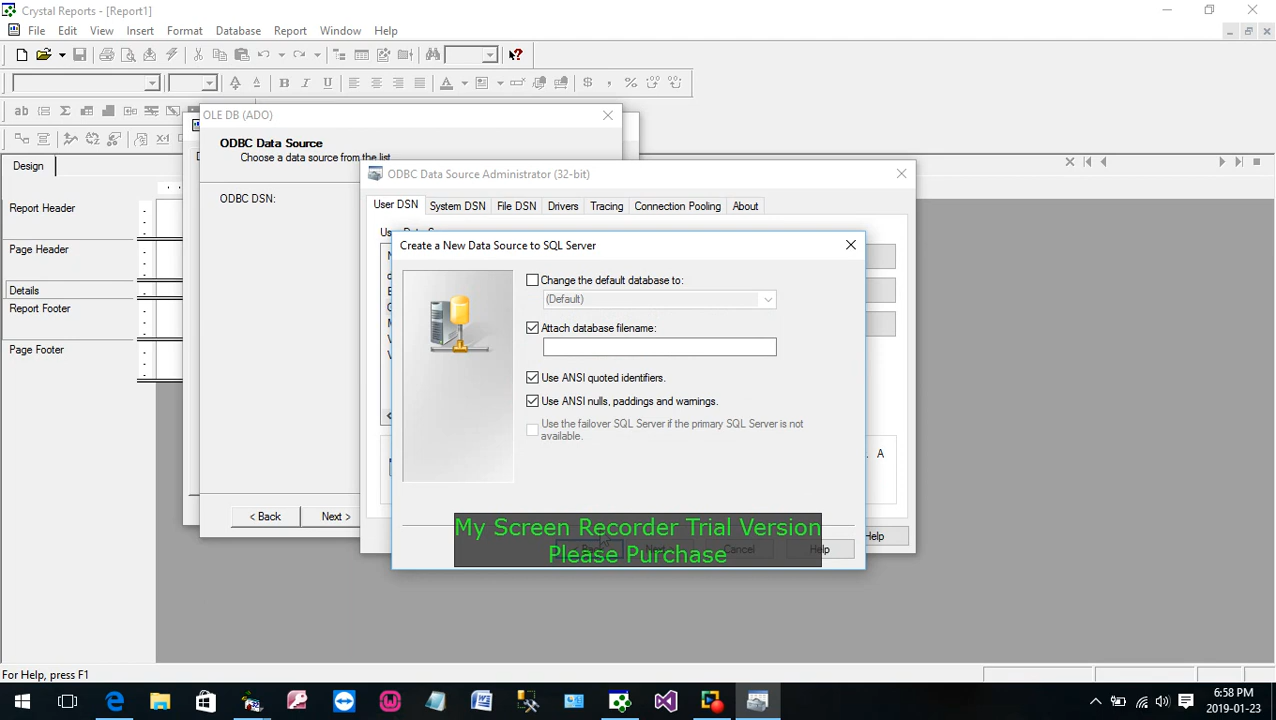 Crystal Reports - [Report1]
File Edit View Insert Format Database Report Window Help
OLE DB (ADO)
ODBC Data Source
Choose a data source from the list
Design
ODBC Data Source Administrator (32-bit)
ODBC DSN:
User DSN System DSN File DSN Drivers Tracing Connection Pooling About
Report Header
Page Header
Details
Report Footer
Page Footer
Create a New Data Source to SQL Server
Change the default database to:
(Default)
Attach database filename:
Use ANSI quoted identifiers.
Use ANSI nulls, paddings and warnings.
Use the failover SQL Server if the primary SQL Server is not
available.
< Back Next >
My Screen Recorder Trial Version
Please Purchase
Cancel Help
Help
For Help, press F1
6:58 PM
2019-01-23